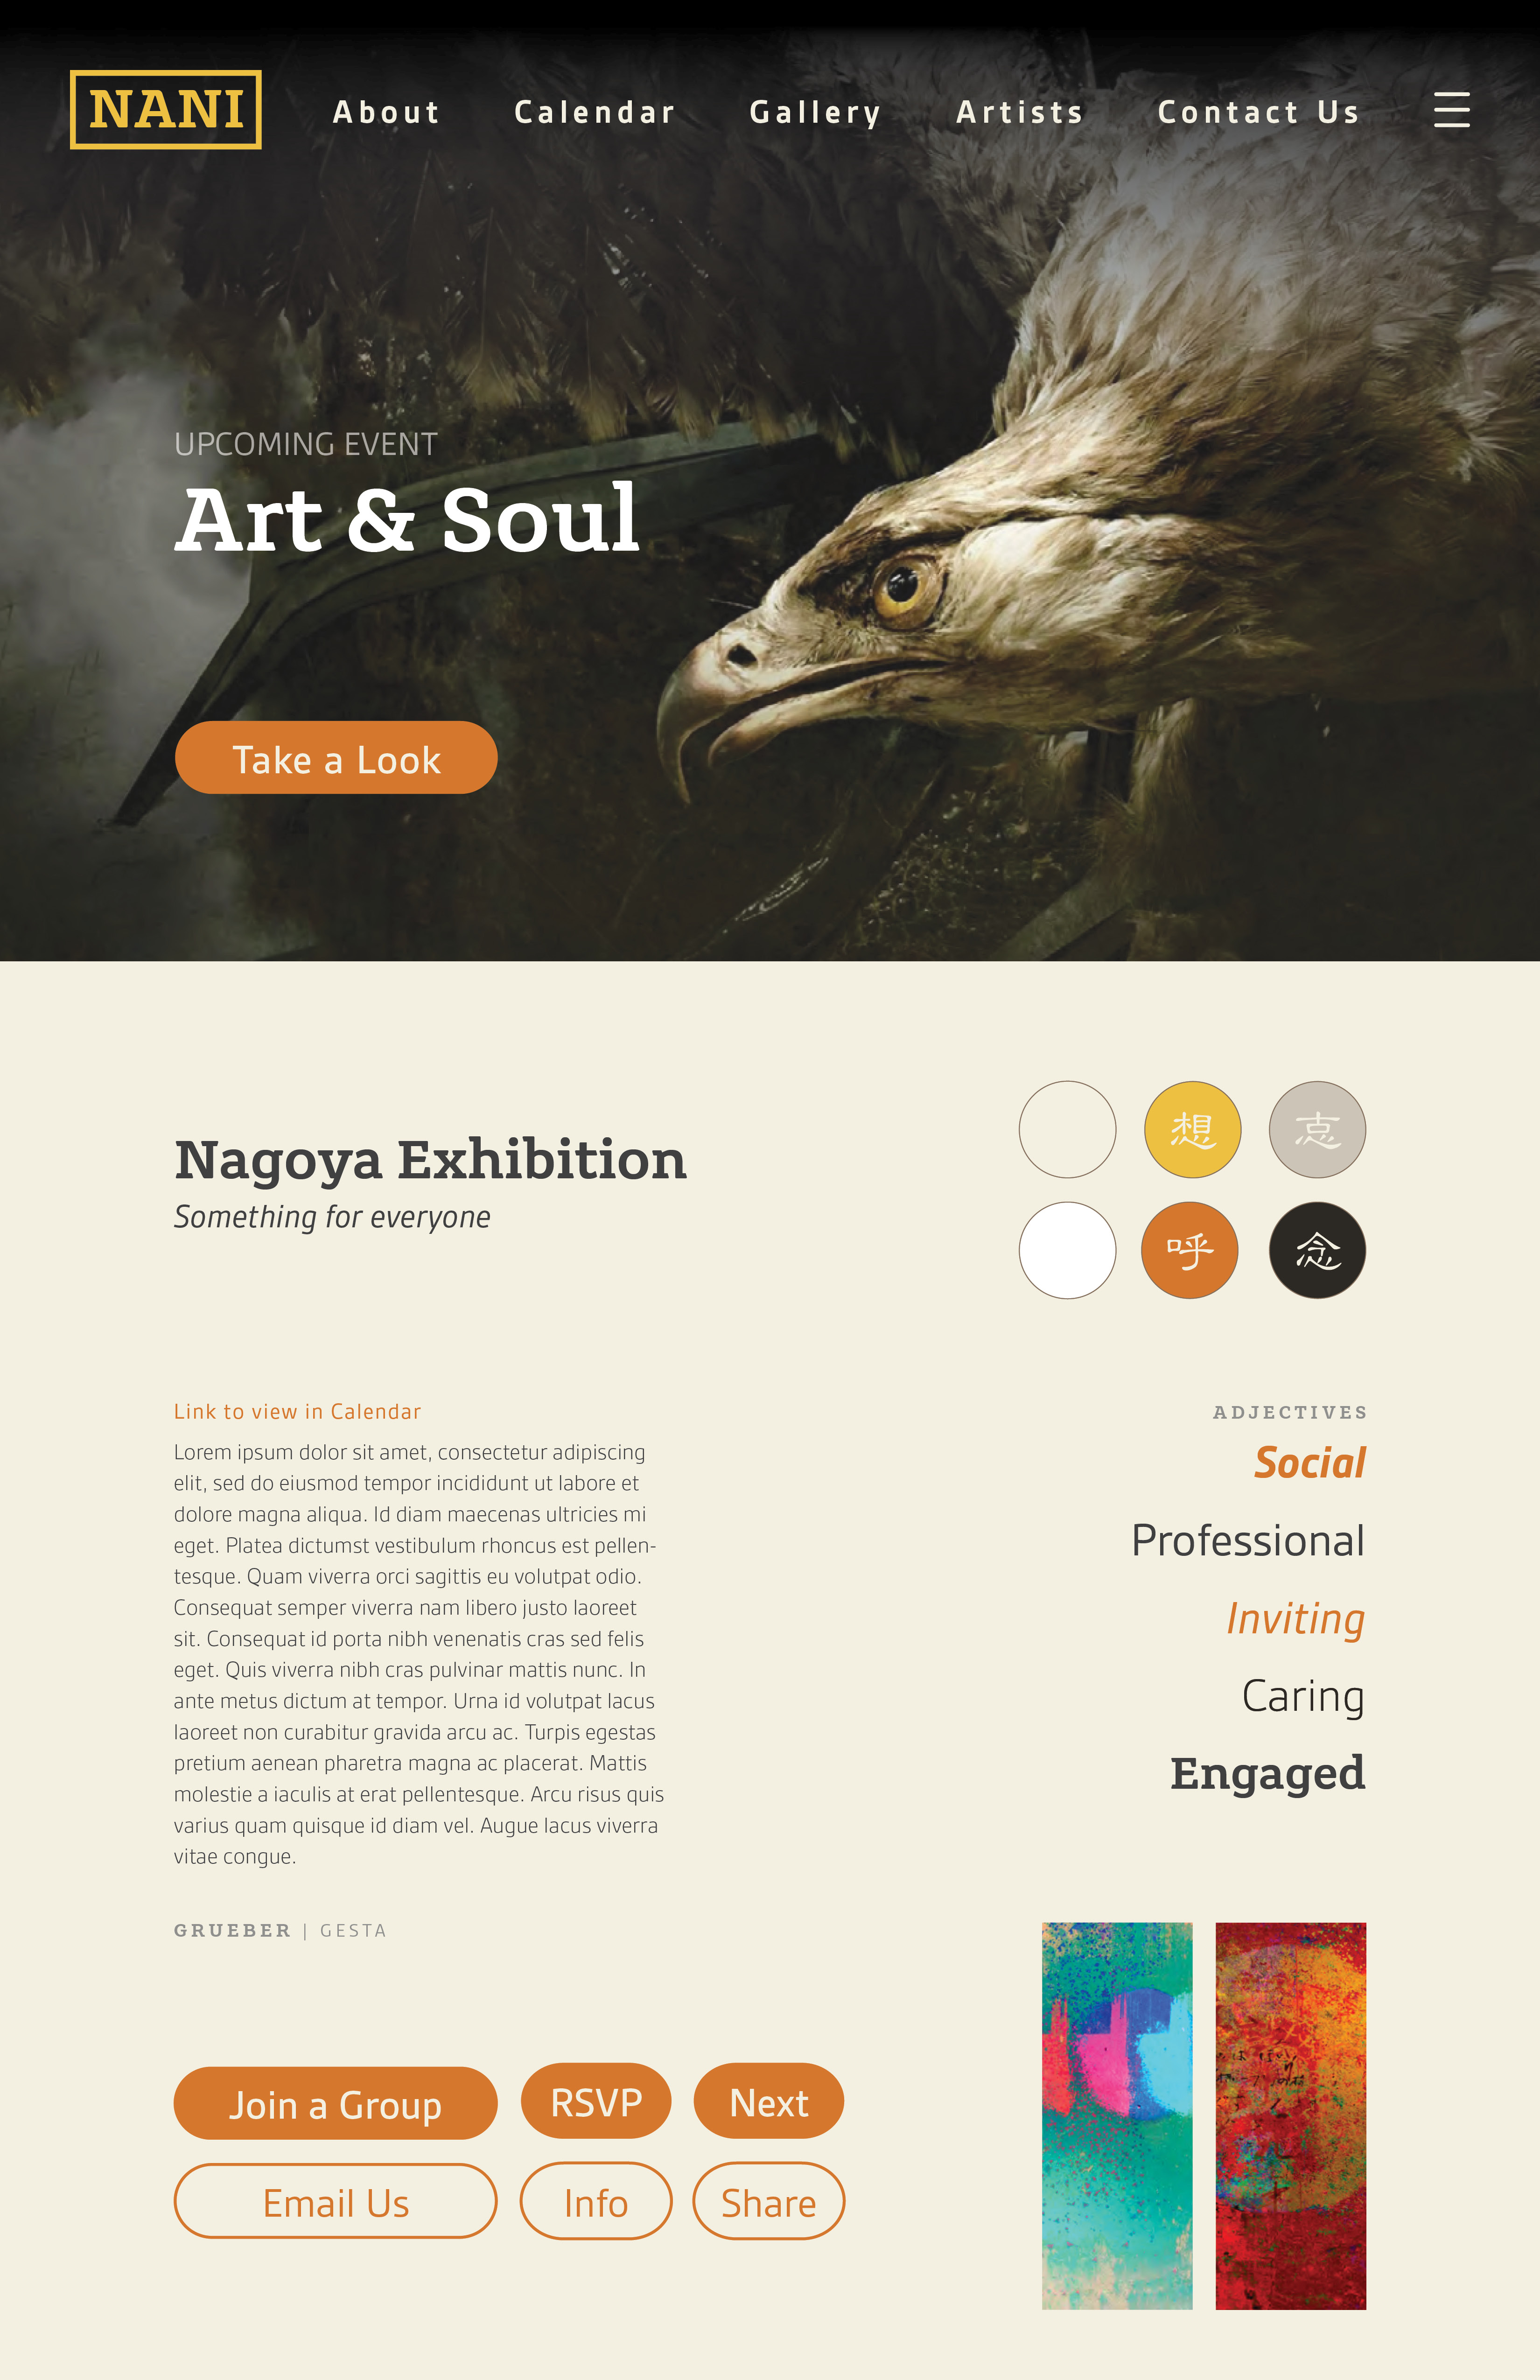 NANI
About Calendar Gallery Artists Contact Us
UPCOMING EVENT
Art & Soul
Take a Look
Nagoya Exhibition
Something for everyone
想
呼 念
Link to view in Calendar
Lorem ipsum dolor sit amet, consectetur adipiscing
elit, sed do eiusmod tempor incididunt ut labore et
dolore magna aliqua. Id diam maecenas ultricies mi
eget. Platea dictumst vestibulum rhoncus est pellen-
tesque. Quam viverra orci sagittis eu volutpat odio.
Consequat semper viverra nam libero justo laoreet
sit. Consequat id porta nibh venenatis cras sed felis
eget. Quis viverra nibh cras pulvinar mattis nunc. In
ante metus dictum at tempor. Urna id volutpat lacus
laoreet non curabitur gravida arcu ac. Turpis egestas
pretium aenean pharetra magna ac placerat. Mattis
molestie a iaculis at erat pellentesque. Arcu risus quis
varius quam quisque id diam vel. Augue lacus viverra
vitae congue.
GRUEBER | GESTA
ADJECTIVES
Social
Professional
Inviting
Caring
Engaged
Join a Group RSVP Next
Email Us Info Share